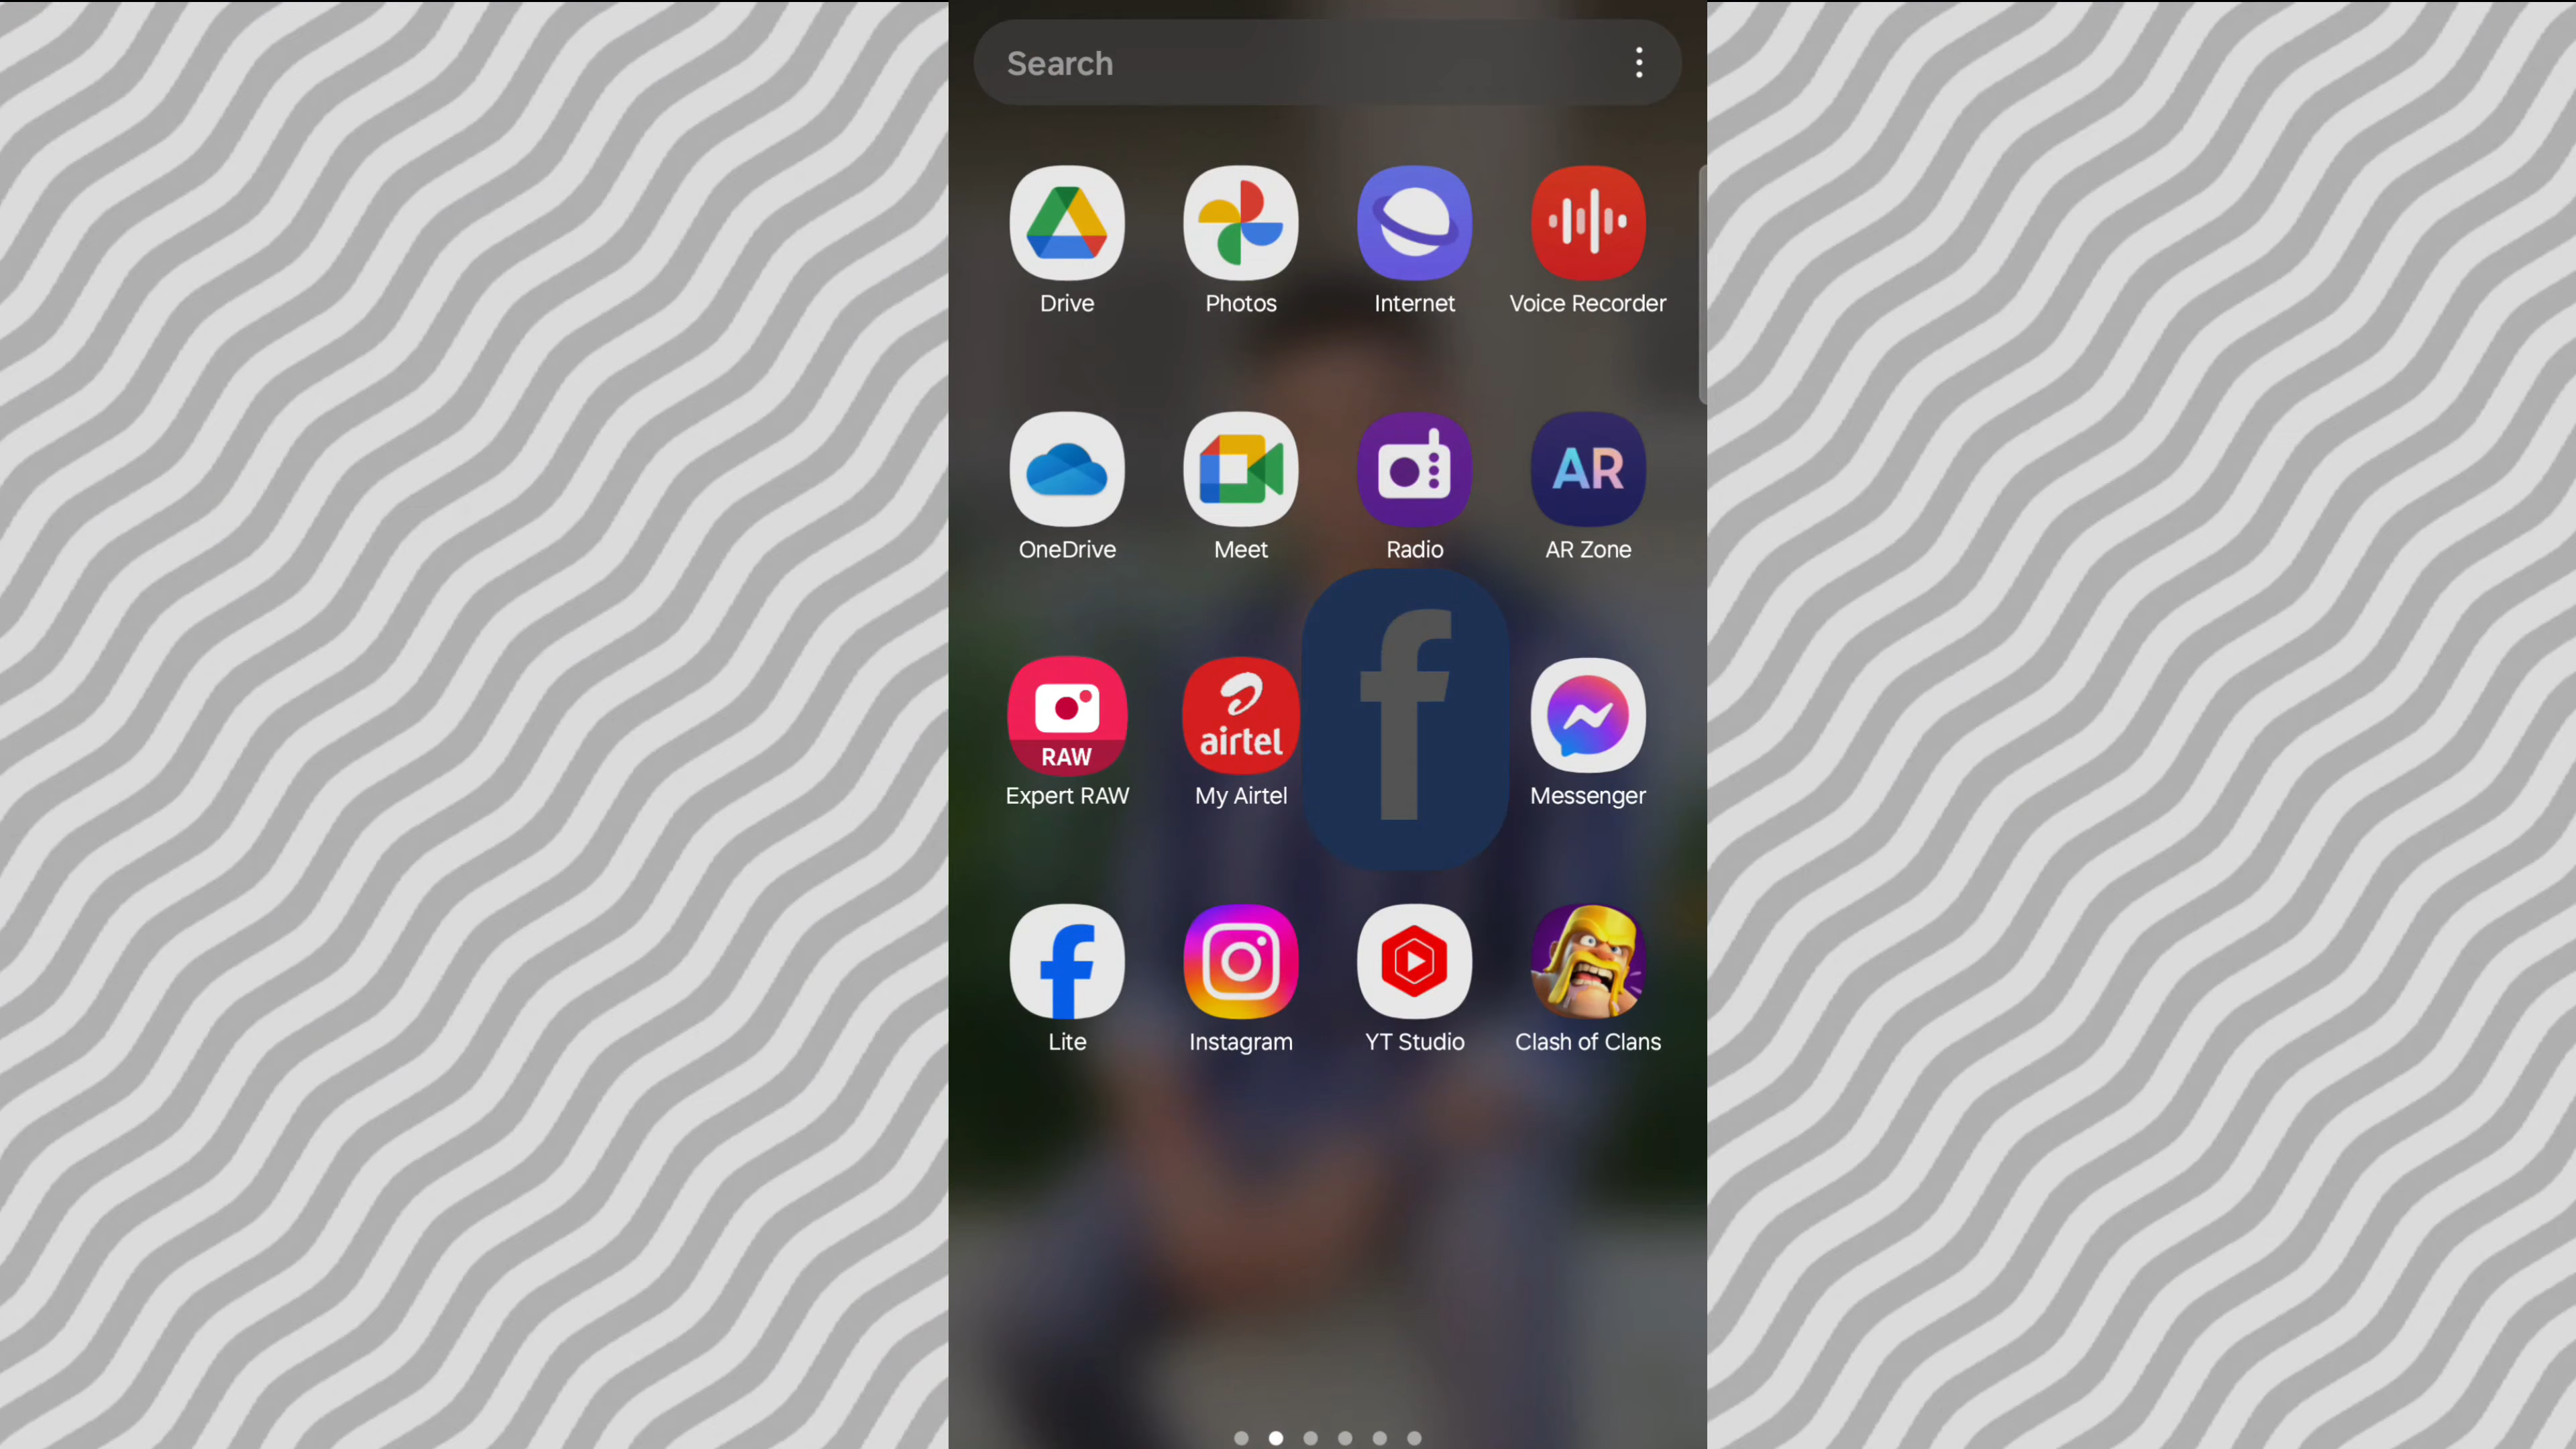 Search
Drive Photos Internet Voice Recorder
AR
OneDrive Meet Radio AR Zone
RAW airtel
Expert RAW My Airtel Messenger
Lite Instagram YT Studio Clash of Clans